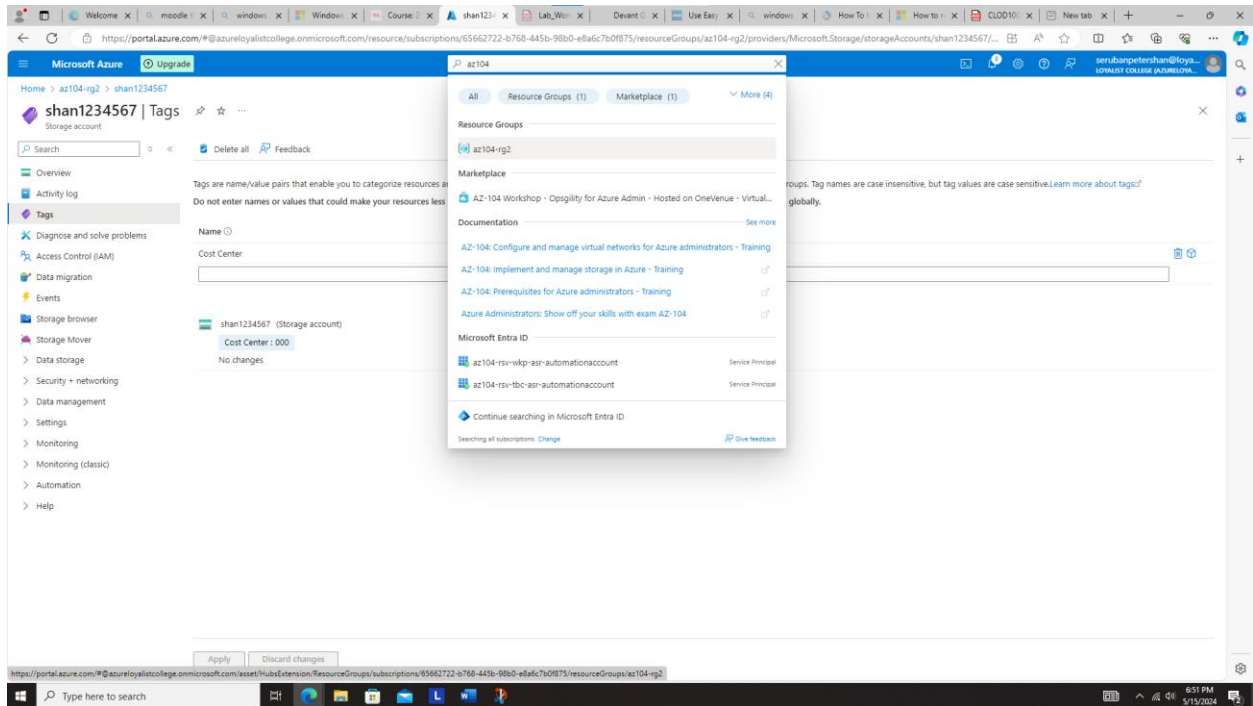 Welcome
moodle
windows
Windows
Course: 2
shan1234
Lab_Wor
Devant G
Use Easy
windows
How To I
How to r
CLOD10
New tab
https://portal.azure.com/#@azureloyalistcollege.onmicrosoft.com/resource/subscriptions/65662722-b768-445b-98b0-e8a6c7b0f875/resourceGroups/az104-rg2/providers/Microsoft.Storage/storageAccounts/shan1234567/...
Microsoft Azure
Upgrade
az104
serubanpetershan@loya...
LOYALIST COLLEGE (AZURELOYA...
Home > az104-rg2 > shan1234567
shan1234567 | Tags
Storage account
Search
Delete all
Feedback
Overview
Activity log
Tags
Diagnose and solve problems
Access Control (IAM)
Data migration
Events
Storage browser
Storage Mover
Data storage
Security + networking
Data management
Settings
Monitoring
Monitoring (classic)
Automation
Help
Tags are name/value pairs that enable you to categorize resources a
roups. Tag names are case insensitive, but tag values are case sensitive.Learn more about tags
Do not enter names or values that could make your resources less
globally.
Name
Cost Center
shan1234567 (Storage account)
Cost Center : 000
No changes
All
Resource Groups (1)
Marketplace (1)
More (4)
Resource Groups
az104-rg2
Marketplace
AZ-104 Workshop - Opsgility for Azure Admin - Hosted on OneVenue - Virtual...
Documentation
See more
AZ-104: Configure and manage virtual networks for Azure administrators - Training
AZ-104: Implement and manage storage in Azure - Training
AZ-104: Prerequisites for Azure administrators - Training
Azure Administrators: Show off your skills with exam AZ-104
Microsoft Entra ID
az104-rsv-wkp-asr-automationaccount
Service Principal
az104-rsv-tbc-asr-automationaccount
Service Principal
Continue searching in Microsoft Entra ID
Searching all subscriptions. Change
Give feedback
Apply
Discard changes
https://portal.azure.com/#@azureloyalistcollege.onmicrosoft.com/asset/HubsExtension/ResourceGroups/subscriptions/65662722-b768-445b-98b0-e8a6c7b0f875/resourceGroups/az104-rg2
Type here to search
6:51 PM
5/15/2024